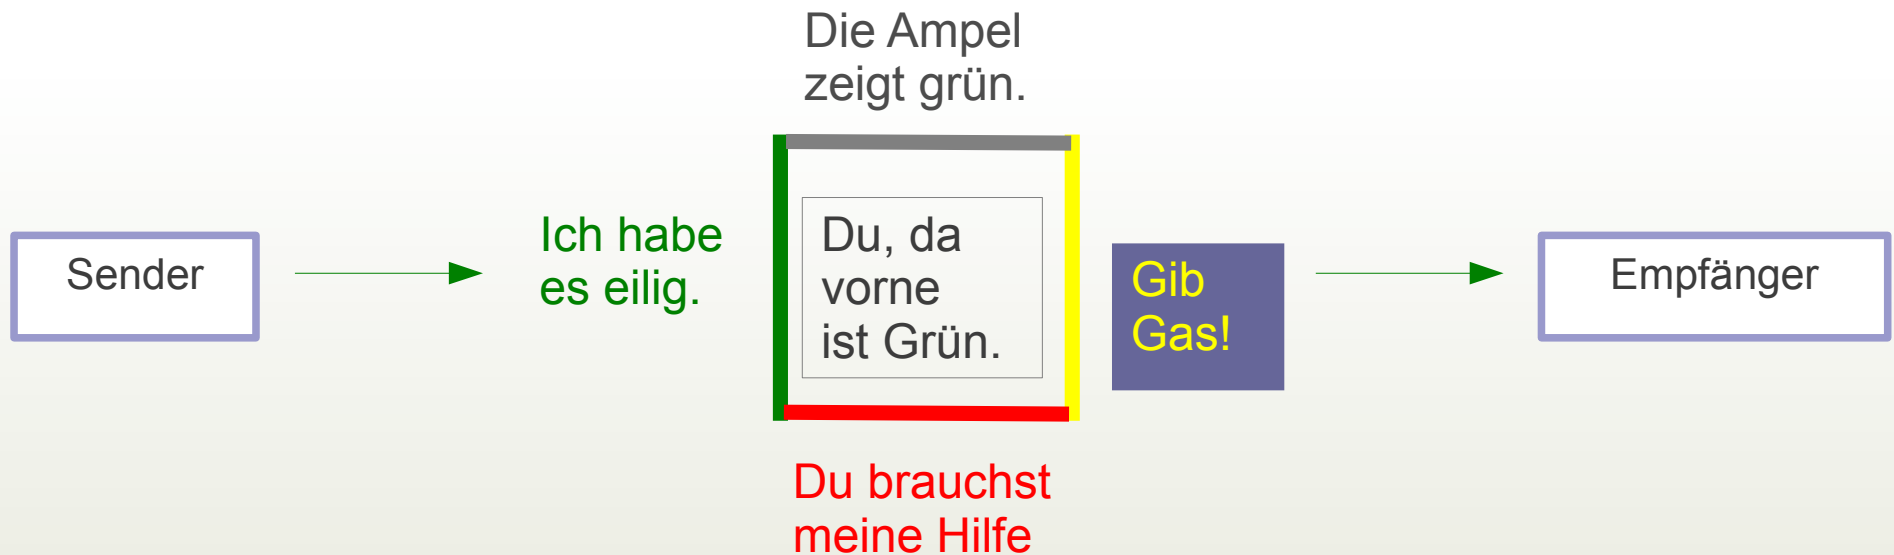 Die Ampel
zeigt grün.
Sender
Ich habe
es eilig.
Du, da
vorne
ist Grün.
Gib
Gas!
Empfänger
Du brauchst
meine Hilfe